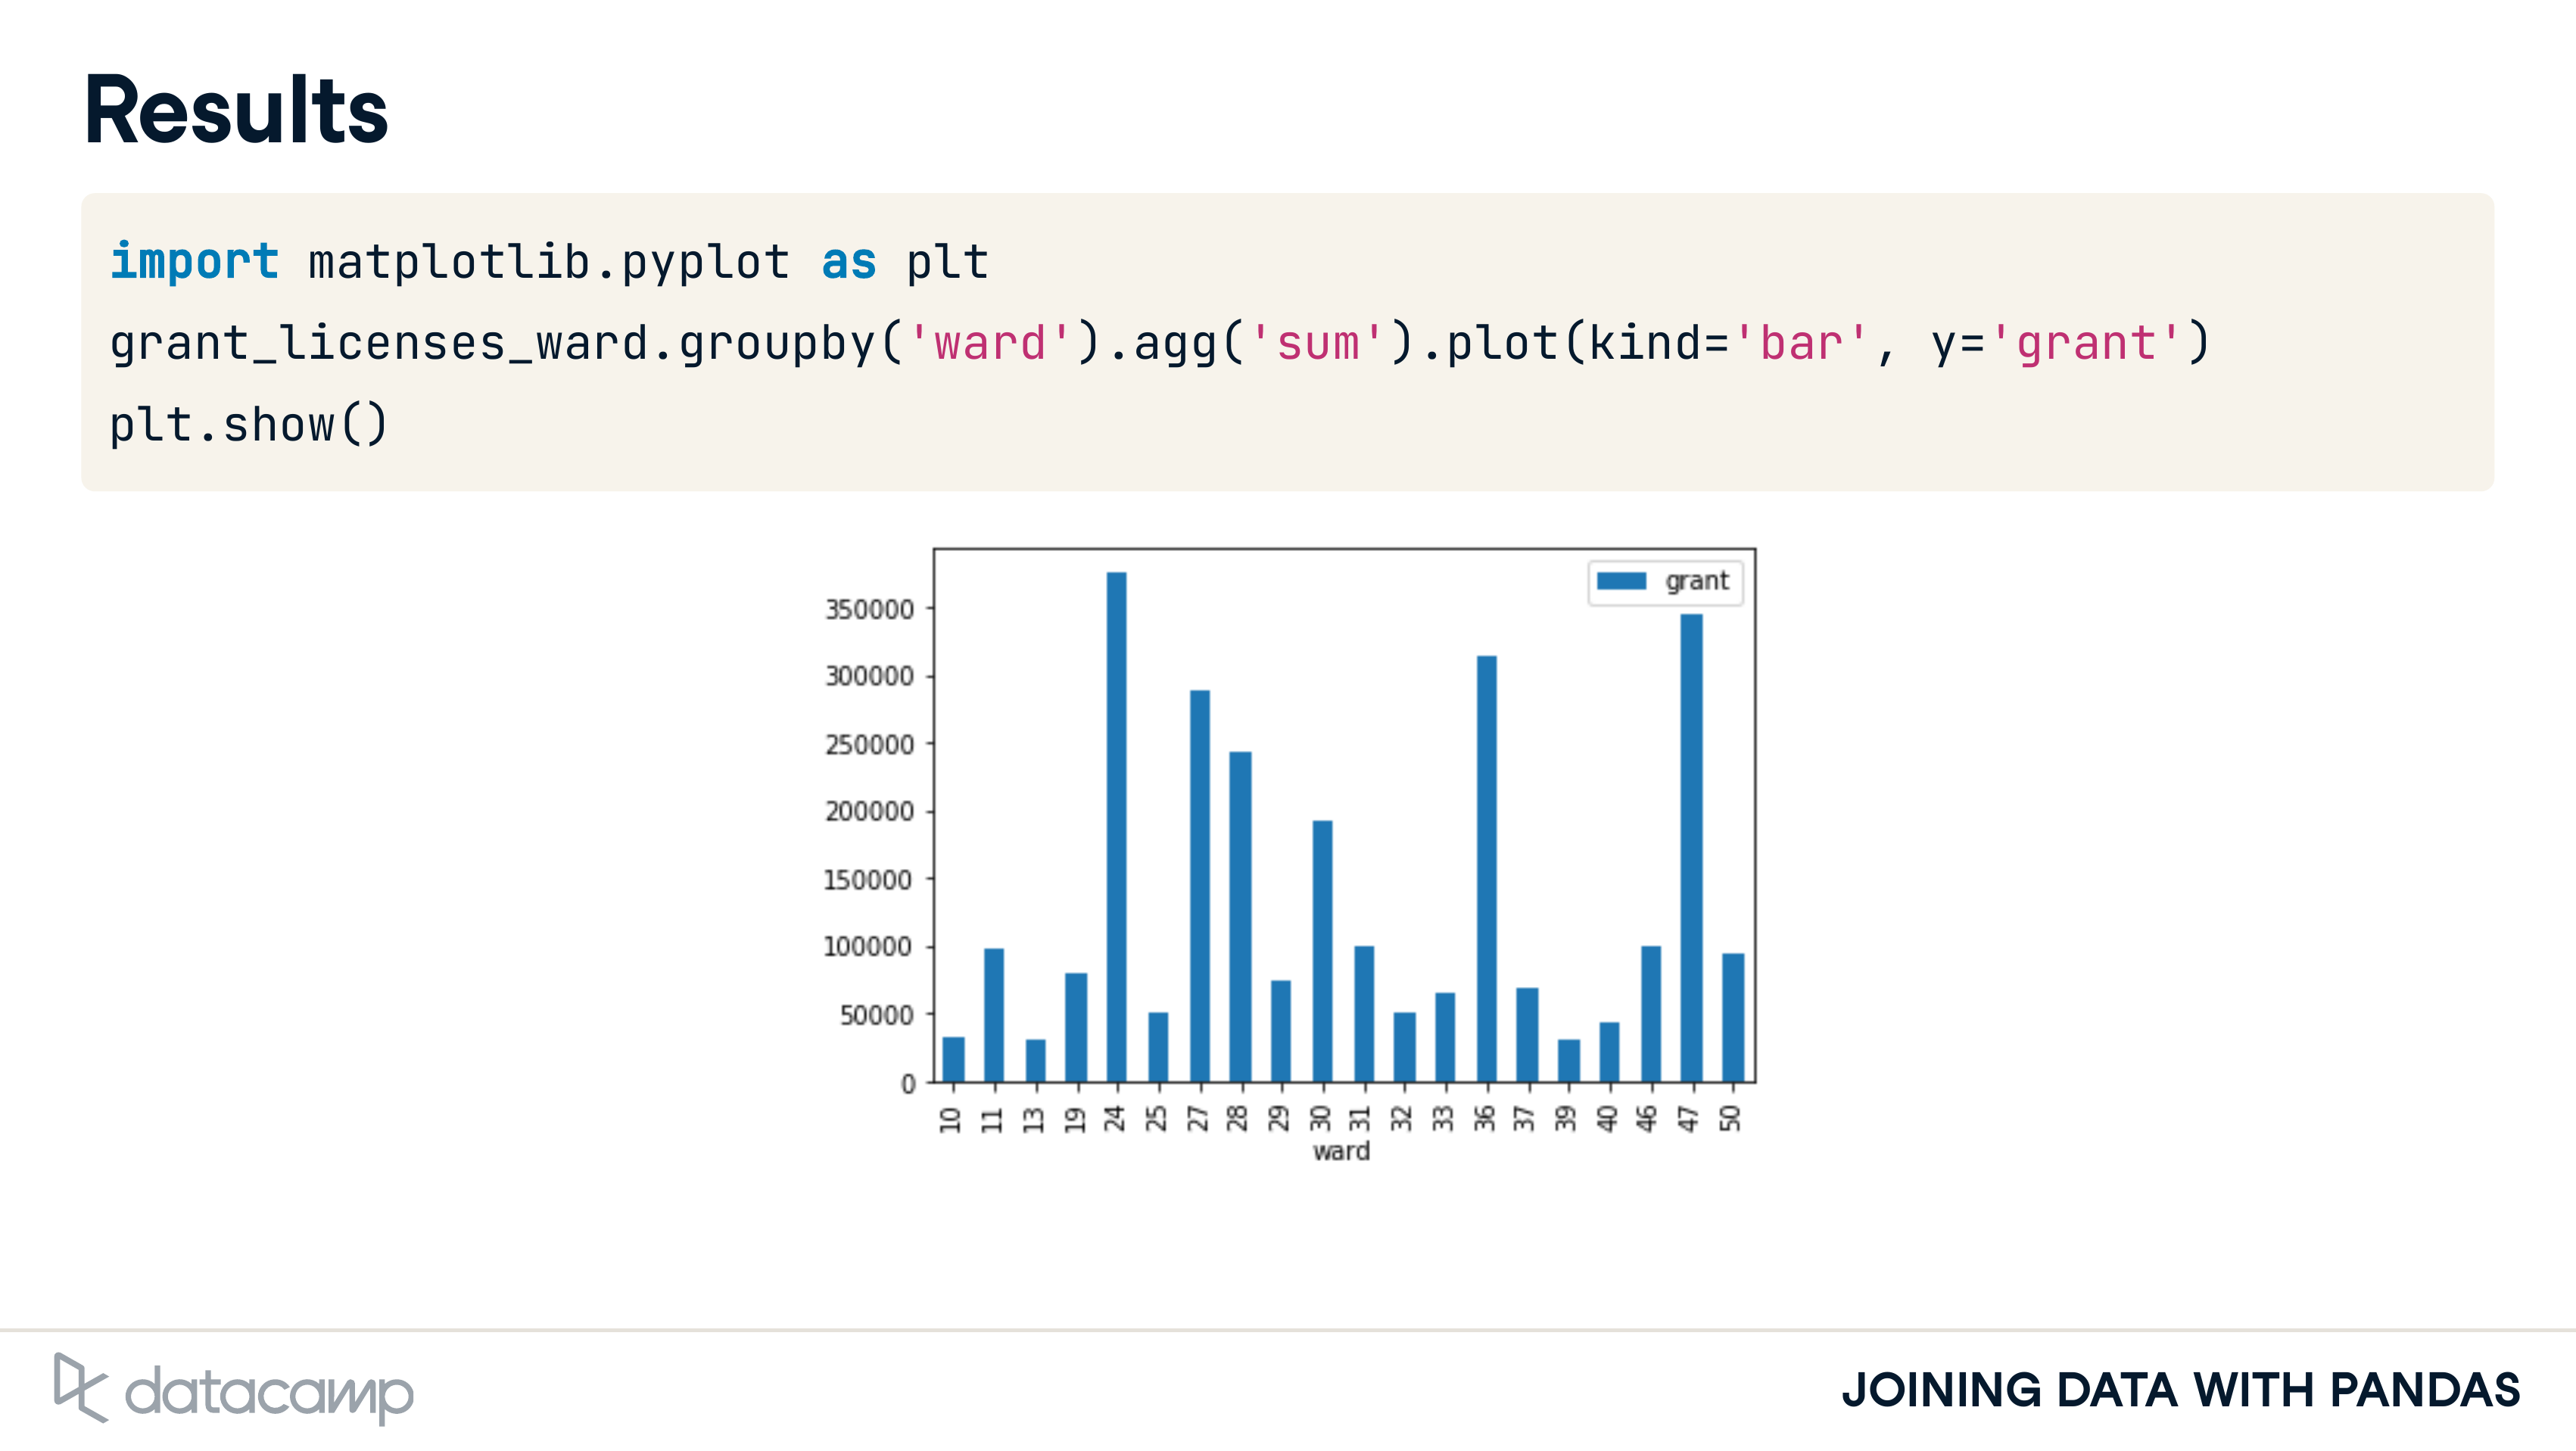 Results
import matplotlib.pyplot as plt
grant_licenses_ward.groupby('ward').agg('sum').plot(kind='bar', y='grant')
plt.show()
grant
350000
300000
250000
200000
150000
100000
50000
0
10 11 13 19 24 25 27 28 29 30 31 32 33 36 37 39 40 46 47 50
ward
datacamp
JOINING DATA WITH PANDAS